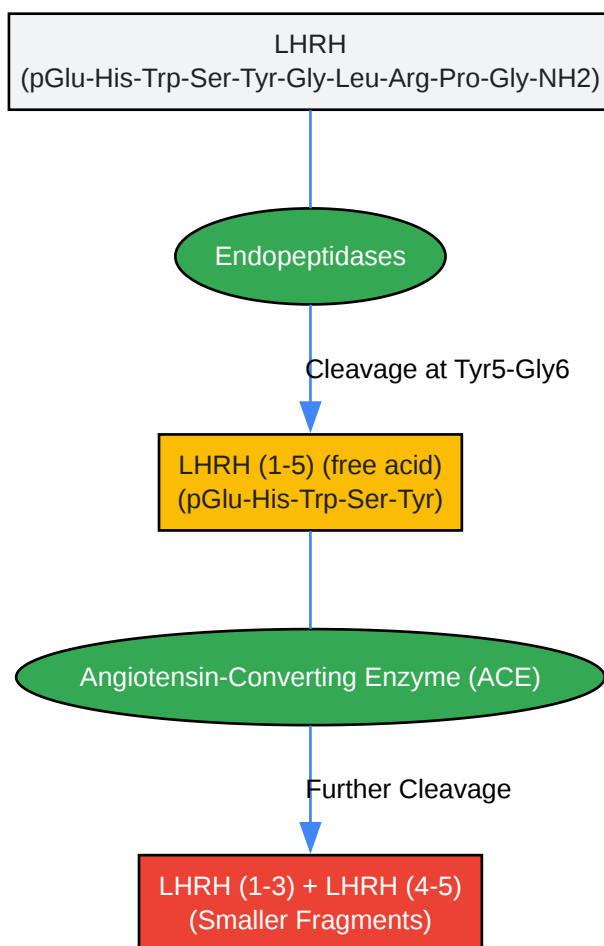 LHRH
(pGlu-His-Trp-Ser-Tyr-Gly-Leu-Arg-Pro-Gly-NH2)
Endopeptidases
Cleavage at Tyr5-Gly6
LHRH (1-5) (free acid)
(pGlu-His-Trp-Ser-Tyr)
Angiotensin-Converting Enzyme (ACE)
Further Cleavage
LHRH (1-3) + LHRH (4-5)
(Smaller Fragments)